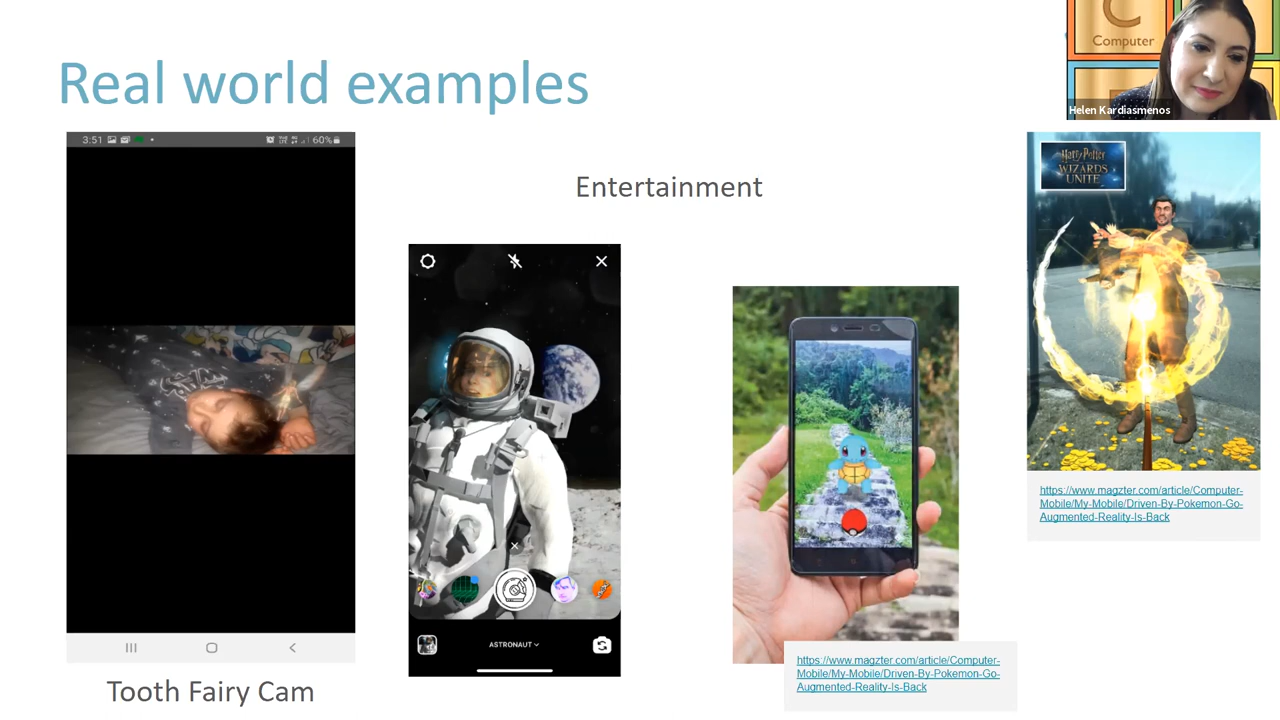 C
Computer
Helen Kardiasmenos
Real world examples
3:51
60%
Entertainment
Harry Potter
WIZARDS
UNITE
ASTRONAUT
https://www.magzter.com/article/Computer-
Mobile/My-Mobile/Driven-By-Pokemon-Go-
Augmented-Reality-Is-Back
https://www.magzter.com/article/Computer-
Mobile/My-Mobile/Driven-By-Pokemon-Go-
Augmented-Reality-Is-Back
Tooth Fairy Cam